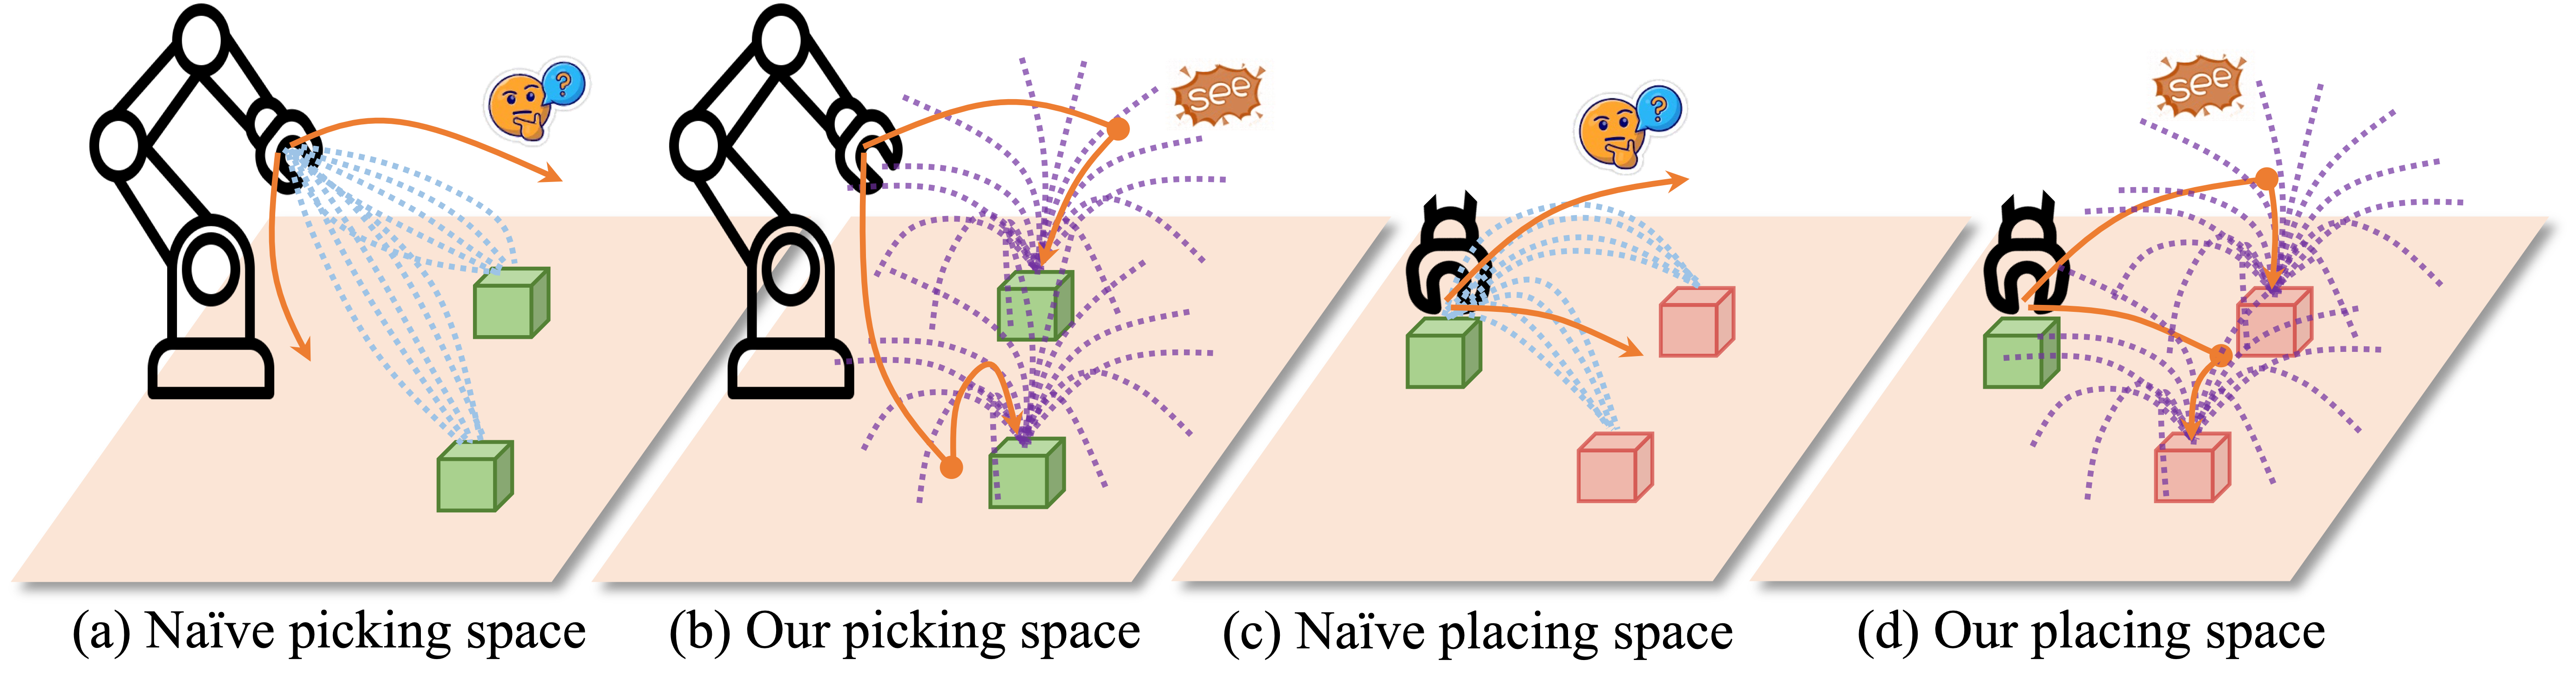 ?
see
?
see
(a) Naïve picking space
(b) Our picking space
(c) Naïve placing space
(d) Our placing space